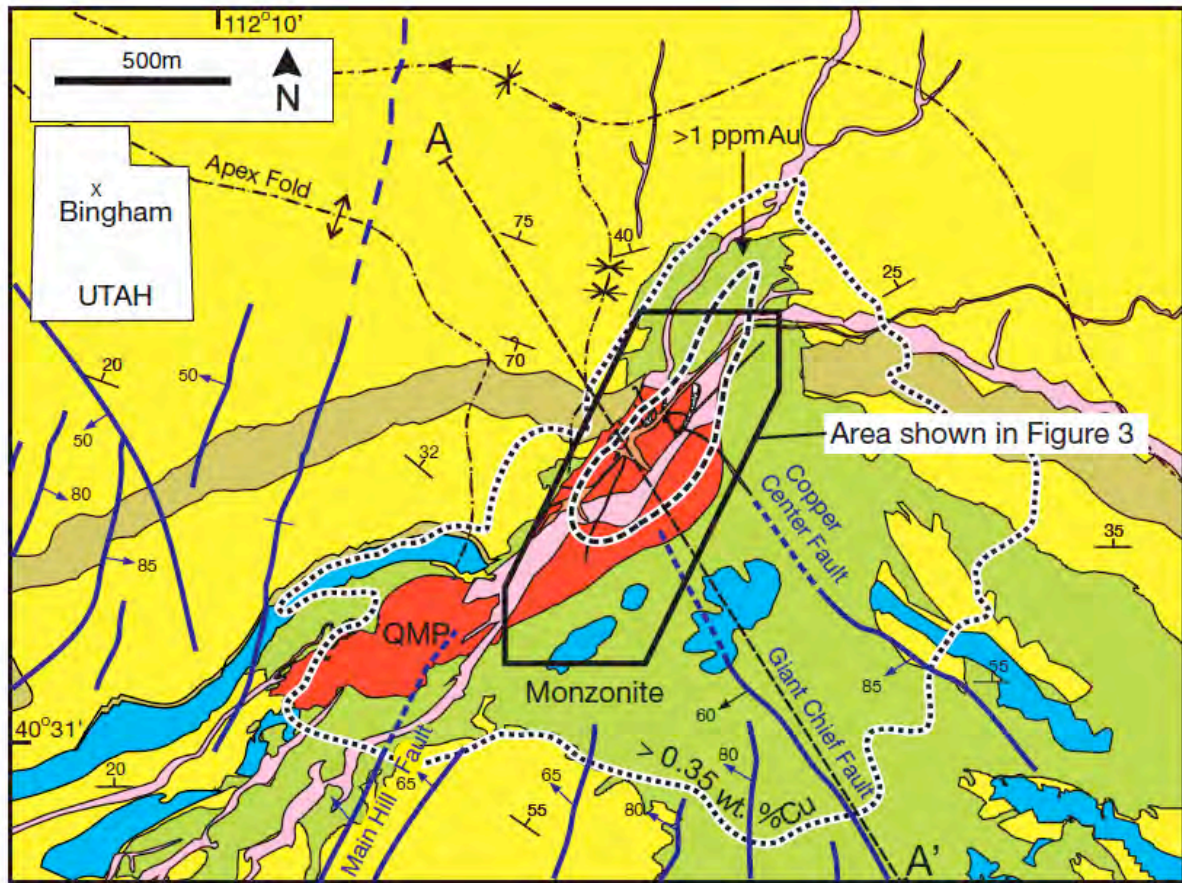 112°10'
500m
N
A
>1 ppm Au
Apex Fold
x
Bingham
UTAH
75
40
25
20
50
70
50
32
Area shown in Figure 3
80
Copper
Center Fault
85
35
QMP
Monzonite
85
55
40°31'
60
Giant Chief Fault
20
Main Hill Fault
65
> 0.35 wt. %Cu
80
65
55
80
A'